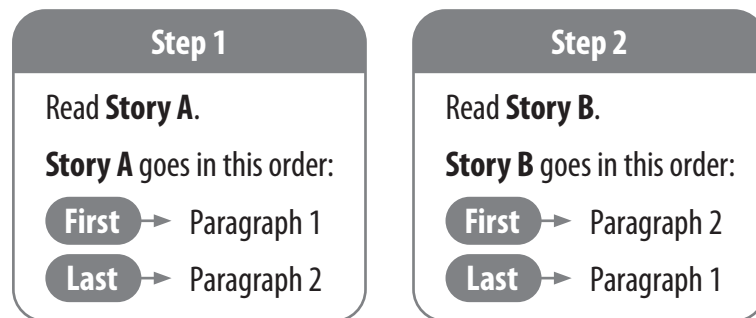 Step 1
Read Story A.
Story A goes in this order:
First Paragraph 1
Last Paragraph 2
Step 2
Read Story B.
Story B goes in this order:
First Paragraph 2
Last Paragraph 1